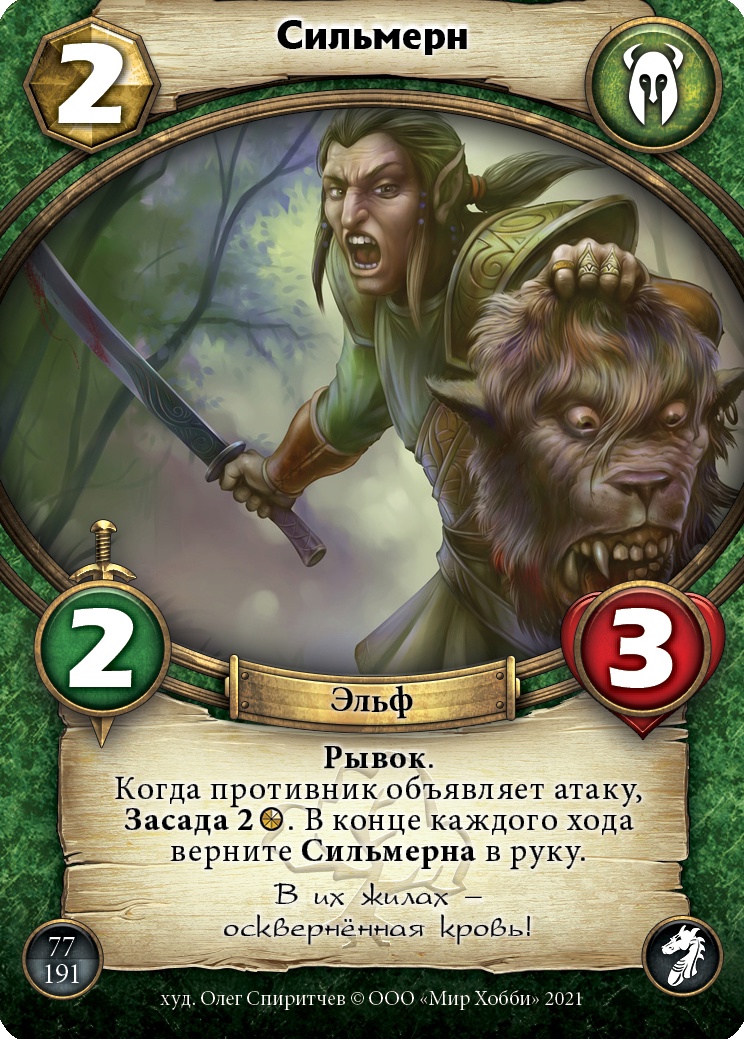 Сильмерн
2
2
3
Эльф
Рывок.
Когда противник объявляет атаку,
Засада 2 . В конце каждого хода
верните Сильмерна в руку.
В их жилах –
осквернённая кровь!
77
191
худ. Олег Спиритчев © ООО «Мир Хобби» 2021